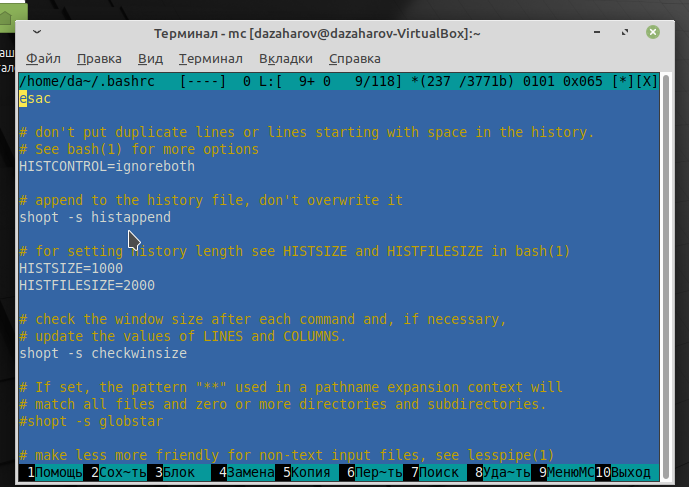 Терминал - mc [dazaharov@dazaharov-VirtualBox]:~
Файл Правка Вид Терминал Вкладки Справка
/home/da~/.bashrc [----] 0 L:[ 9+ 0 9/118] *(237 /3771b) 0101 0x065 [*][X]
esac
# don't put duplicate lines or lines starting with space in the history.
# See bash(1) for more options
HISTCONTROL=ignoreboth
# append to the history file, don't overwrite it
shopt -s histappend
# for setting history length see HISTSIZE and HISTFILESIZE in bash(1)
HISTSIZE=1000
HISTFILESIZE=2000
# check the window size after each command and, if necessary,
# update the values of LINES and COLUMNS.
shopt -s checkwinsize
# If set, the pattern "**" used in a pathname expansion context will
# match all files and zero or more directories and subdirectories.
#shopt -s globstar
# make less more friendly for non-text input files, see lesspipe(1)
1Помощь 2Сох~ть 3Блок 4Замена 5Копия 6Пер~ть 7Поиск 8Уда~ть 9МенюMC 10Выход